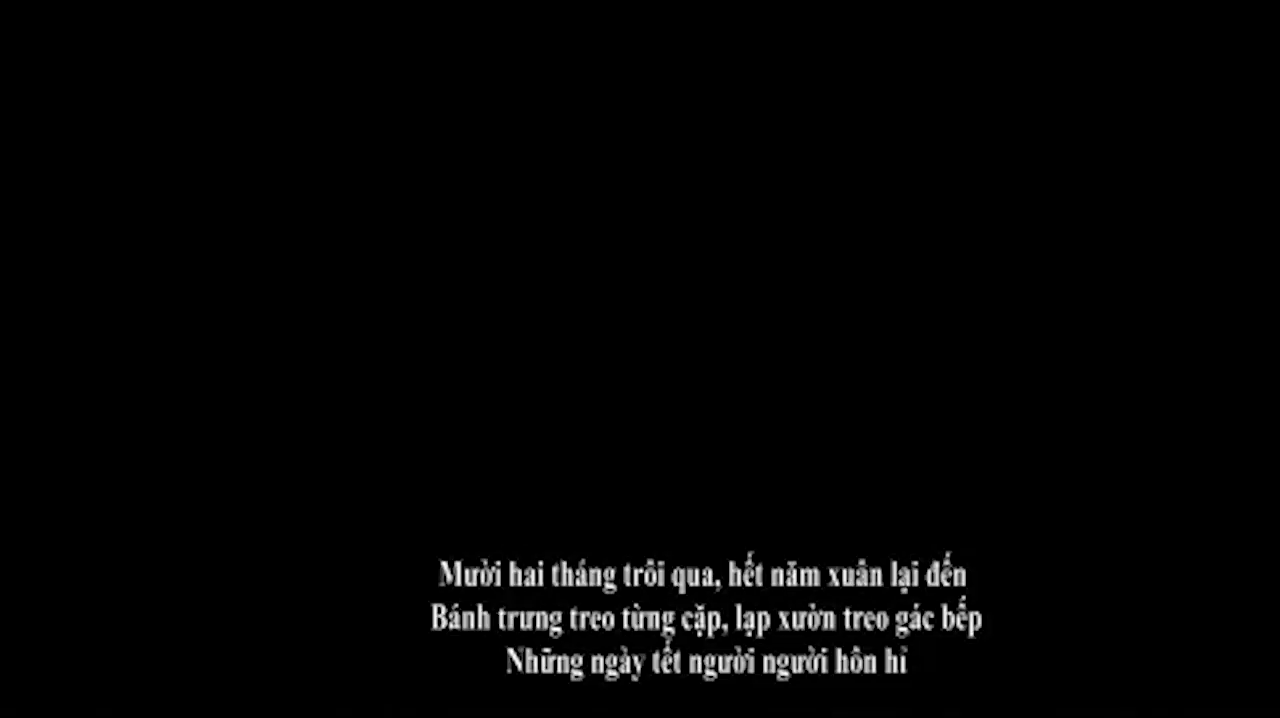 Mười hai tháng trôi qua, hết năm xuân lại đến
Bánh trưng treo từng cặp, lạp xườn treo gác bếp
Những ngày tết người người hôn hỉ